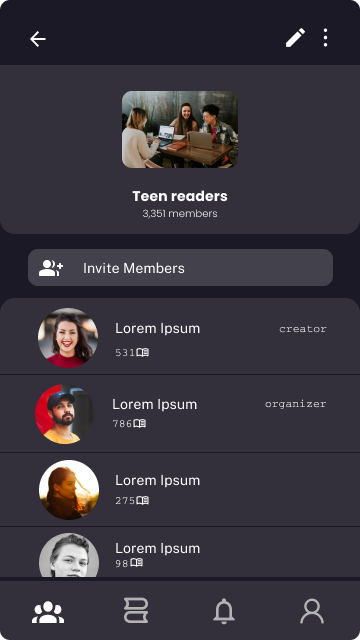 Teen readers
3,351 members
Invite Members
Lorem Ipsum
creator
531
Lorem Ipsum
organizer
786
Lorem Ipsum
275
Lorem Ipsum
98